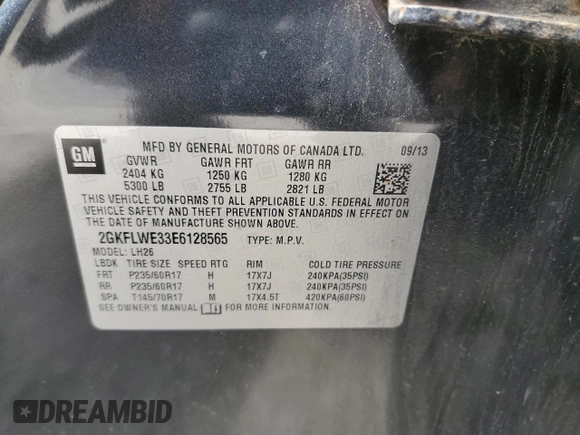 GM
MFD BY GENERAL MOTORS OF CANADA LTD. 09/13
GVWR GAWR FRT GAWR RR
2404 KG 1250 KG 1280 KG
5300 LB 2755 LB 2821 LB
THIS VEHICLE CONFORMS TO ALL APPLICABLE U.S. FEDERAL MOTOR
VEHICLE SAFETY AND THEFT PREVENTION STANDARDS IN EFFECT ON
THE DATE OF MANUFACTURE SHOWN ABOVE.
2GKFLWE33E6128565 TYPE: M.P.V.
MODEL: LH26
LBDK TIRE SIZE SPEED RTG RIM COLD TIRE PRESSURE
FRT P235/60R17 H 17X7J 240KPA(35PSI)
RR P235/60R17 H 17X7J 240KPA(35PSI)
SPA T145/70R17 M 17X4.5T 420KPA(60PSI)
SEE OWNER'S MANUAL FOR MORE INFORMATION
DREAMBID